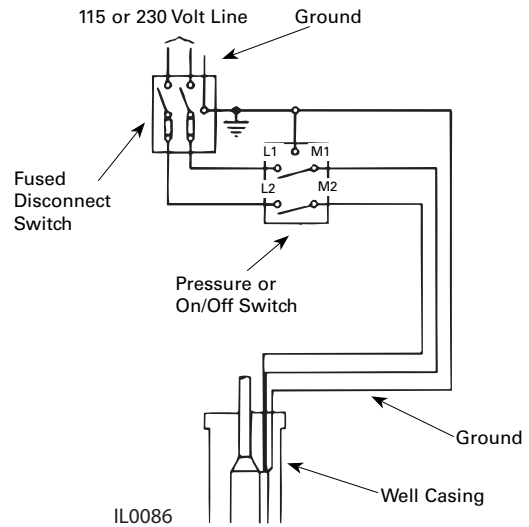 115 or 230 Volt Line
Ground
L1
M1
L2
M2
Fused
Disconnect
Switch
Pressure or
On/Off Switch
Ground
Well Casing
IL0086